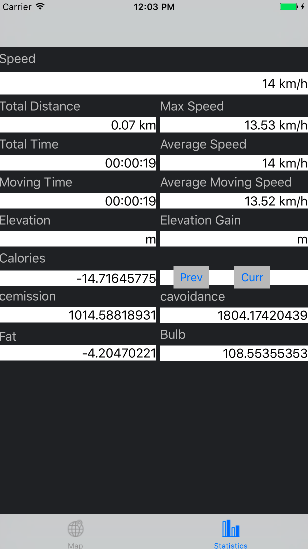 Carrier 12:03 PM
Speed
14 km/h
Total Distance Max Speed
0.07 km 13.53 km/h
Total Time Average Speed
00:00:19 14 km/h
Moving Time Average Moving Speed
00:00:19 13.52 km/h
Elevation Elevation Gain
m m
Calories
-14.71645775 Prev Curr
cemission cavoidance
1014.58818931 1804.17420439
Fat Bulb
-4.20470221 108.55355353
Map Statistics